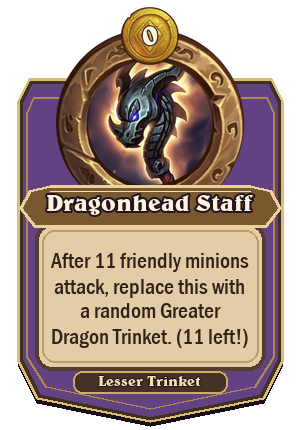 0
Dragonhead Staff
After 11 friendly minions
attack, replace this with
a random Greater
Dragon Trinket. (11 left!)
Lesser Trinket